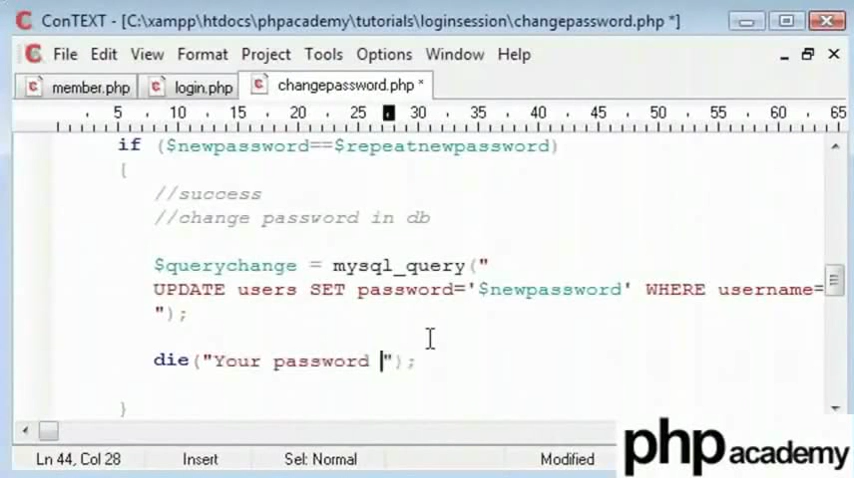 ConTEXT - [C:\xampp\htdocs\phpacademy\tutorials\loginsession\changepassword.php *]
File Edit View Format Project Tools Options Window Help
member.php login.php changepassword.php *
5 10 15 20 25 30 35 40 45 50 55 60 65
if ($newpassword==$repeatnewpassword)
{
//success
//change password in db
$querychange = mysql_query("
UPDATE users SET password='$newpassword' WHERE username=
");
die("Your password ");
}
Ln 44, Col 28 Insert Sel: Normal Modified
php academy